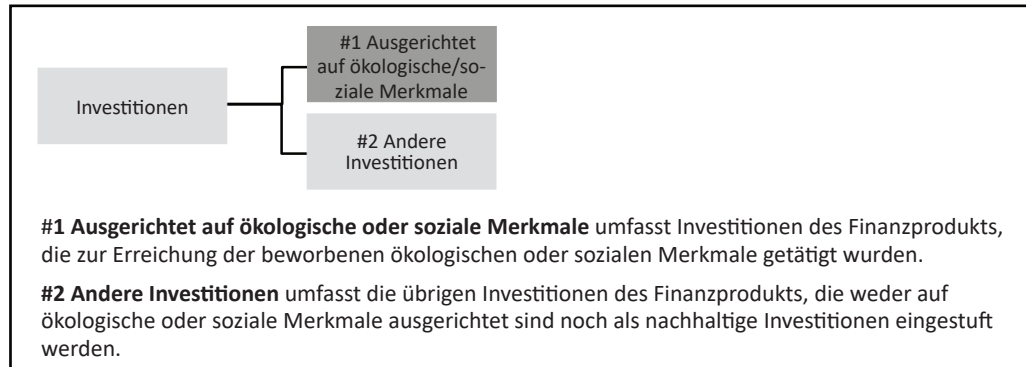 #1 Ausgerichtet
auf ökologische/so-
ziale Merkmale
Investitionen
#2 Andere
Investitionen
#1 Ausgerichtet auf ökologische oder soziale Merkmale umfasst Investitionen des Finanzprodukts,
die zur Erreichung der beworbenen ökologischen oder sozialen Merkmale getätigt wurden.
#2 Andere Investitionen umfasst die übrigen Investitionen des Finanzprodukts, die weder auf
ökologische oder soziale Merkmale ausgerichtet sind noch als nachhaltige Investitionen eingestuft
werden.